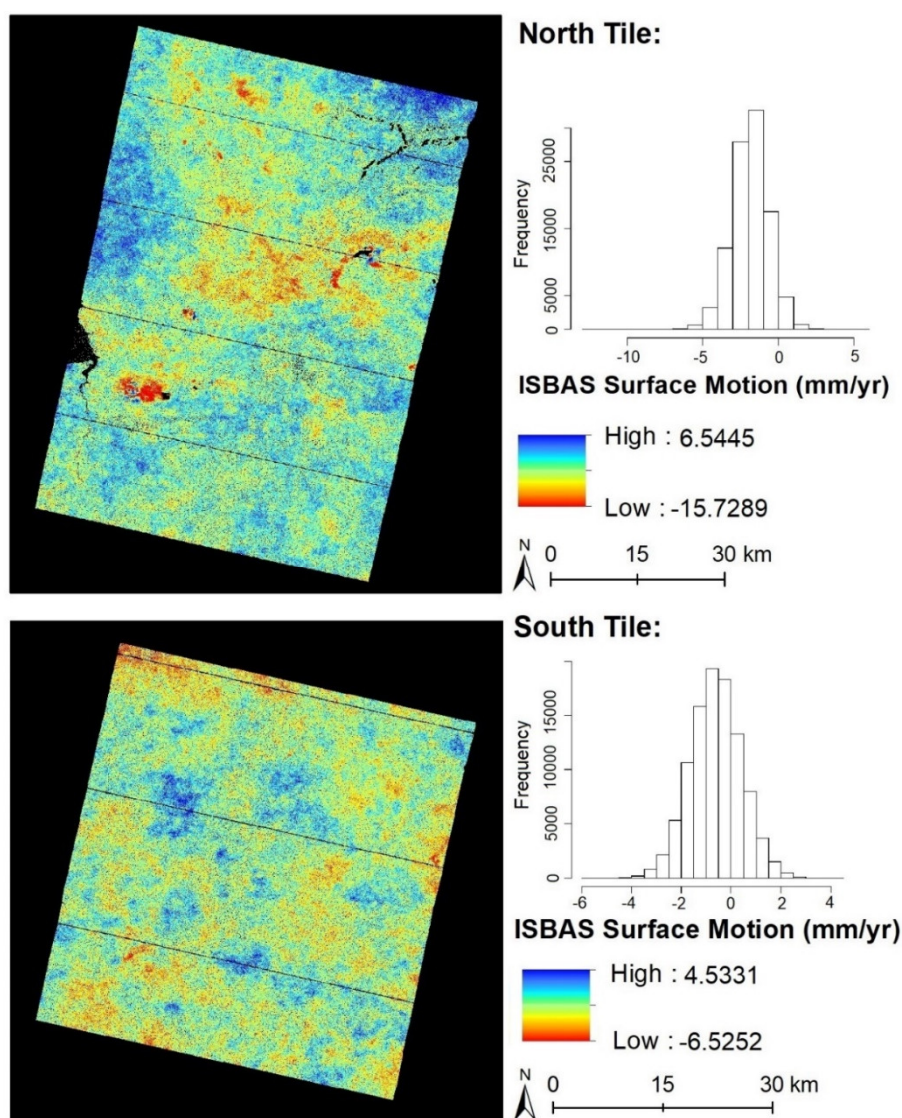 North Tile:
Frequency
25000
15000
5000
0
-10 -5 0 5
ISBAS Surface Motion (mm/yr)
High : 6.5445
Low : -15.7289
N 0 15 30 km
South Tile:
Frequency
15000
10000
5000
0
-6 -4 -2 0 2 4
ISBAS Surface Motion (mm/yr)
High : 4.5331
Low : -6.5252
N 0 15 30 km